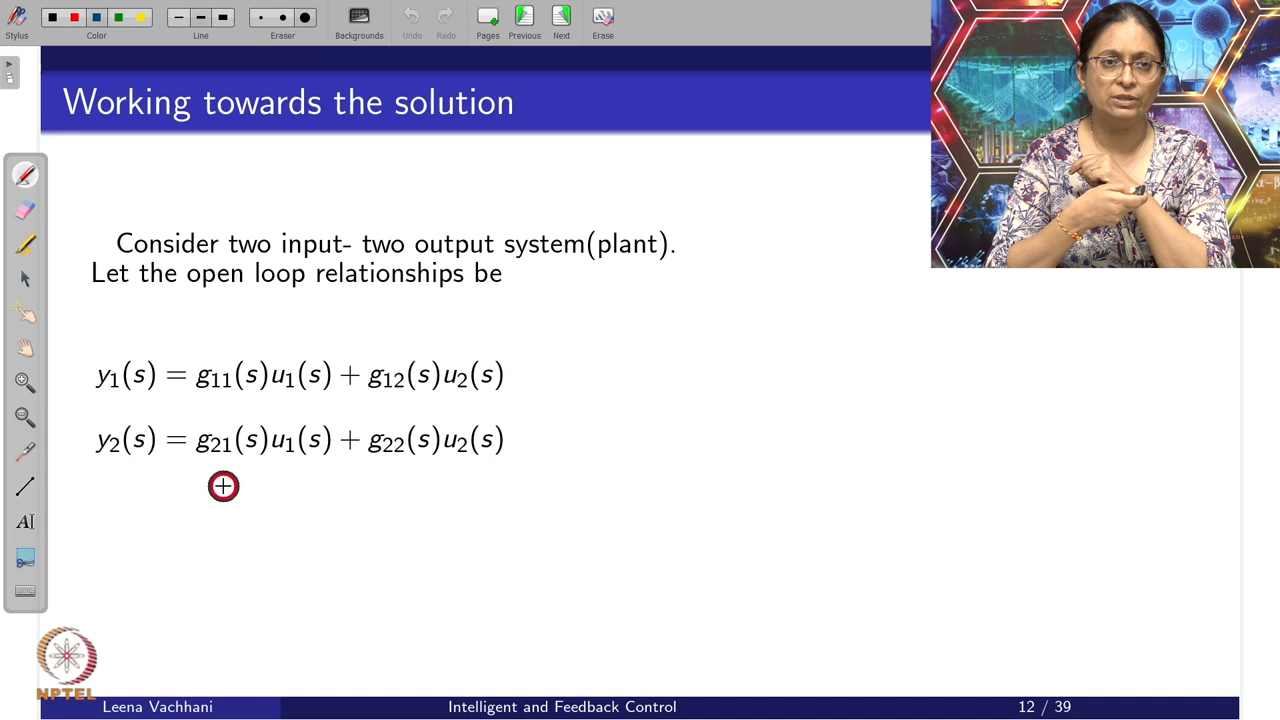 Stylus
Color
Line
Eraser
Backgrounds
Undo
Redo
Pages
Previous
Next
Erase
Working towards the solution
α-β
Consider two input- two output system(plant).
Let the open loop relationships be
y₁(s) = g₁₁(s)u₁(s) + g₁₂(s)u₂(s)
y₂(s) = g₂₁(s)u₁(s) + g₂₂(s)u₂(s)
NPTEL
Leena Vachhani
Intelligent and Feedback Control
12 / 39